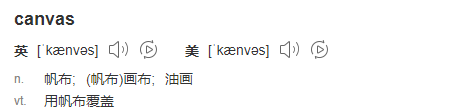 canvas
英 [ˈkænvəs] 美 [ˈkænvəs]
n. 帆布; (帆布)画布; 油画
vt. 用帆布覆盖